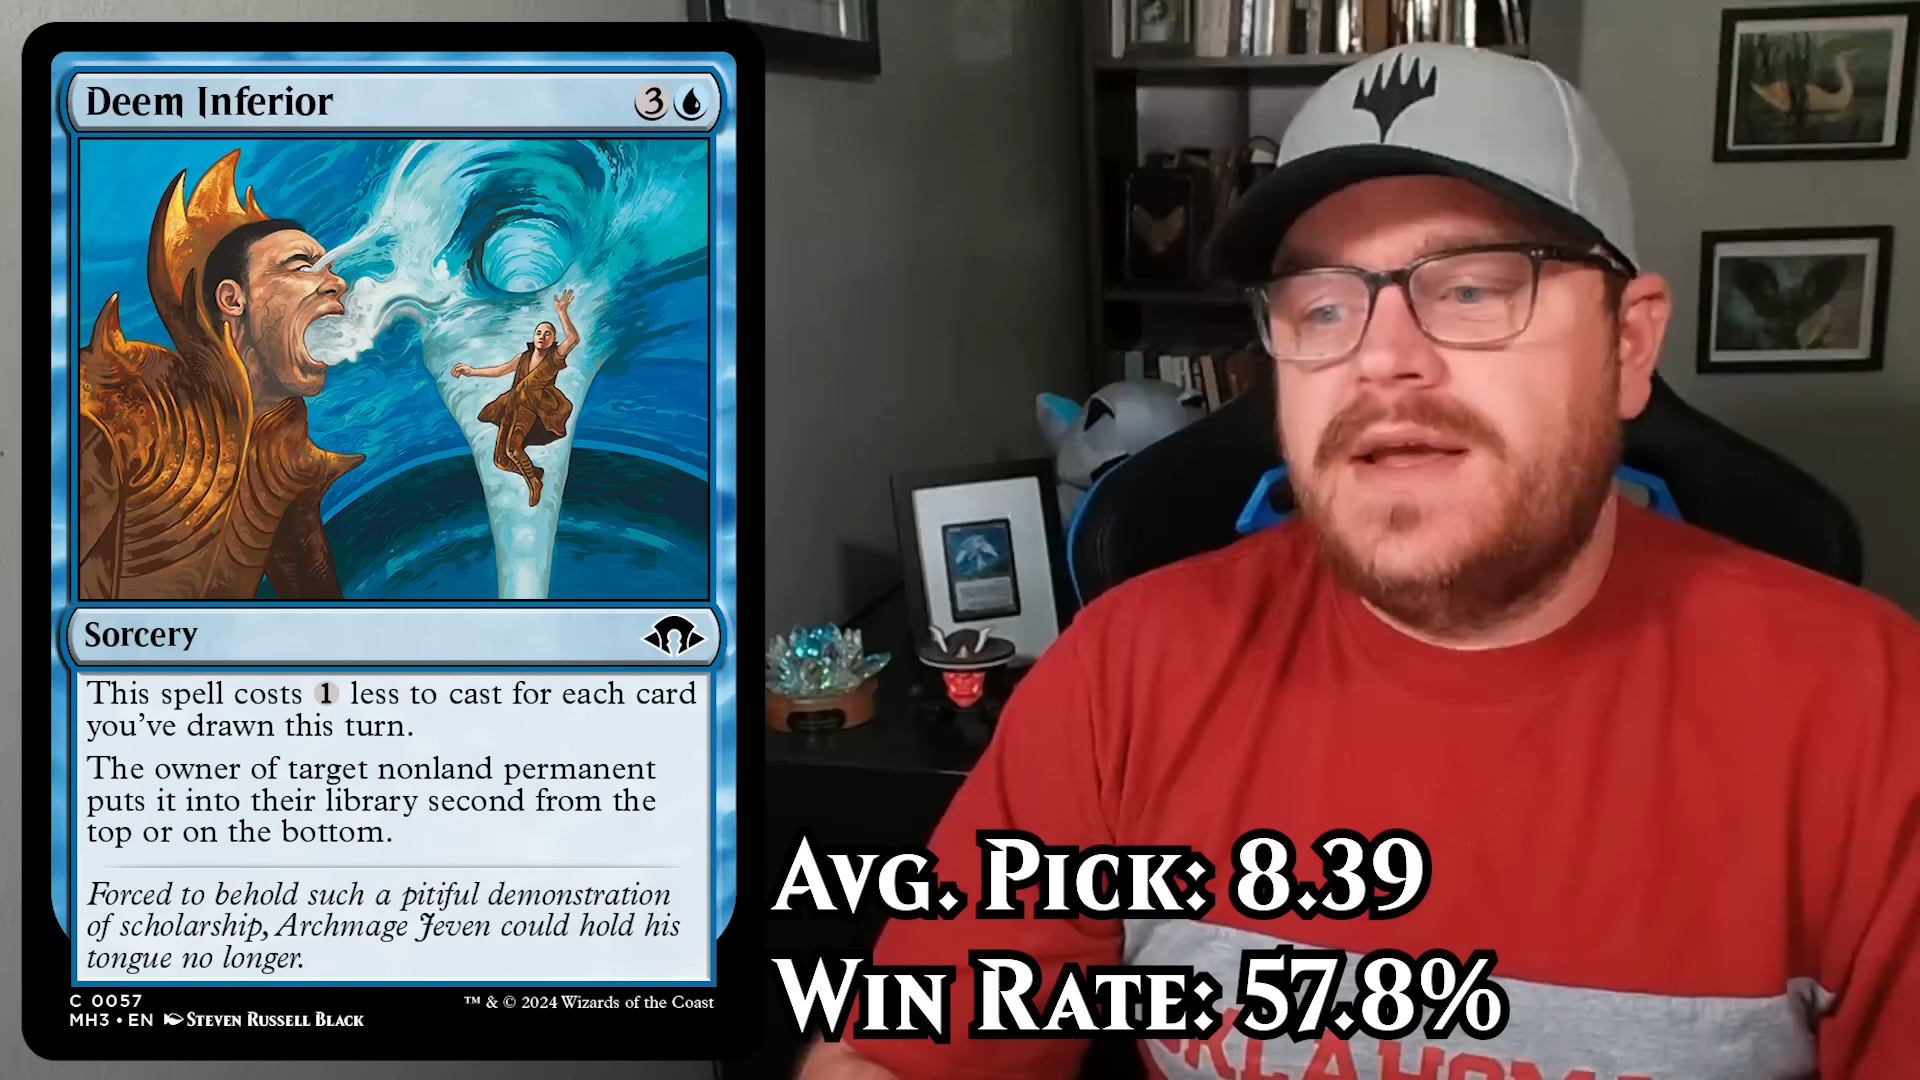 Deem Inferior
3
Sorcery
This spell costs 1 less to cast for each card
you've drawn this turn.
The owner of target nonland permanent
puts it into their library second from the
top or on the bottom.
Forced to behold such a pitiful demonstration
of scholarship, Archmage Jeven could hold his
tongue no longer.
C 0057
MH3 • EN STEVEN RUSSELL BLACK
™ & © 2024 Wizards of the Coast
AVG. PICK: 8.39
WIN RATE: 57.8%
OKLAHOMA